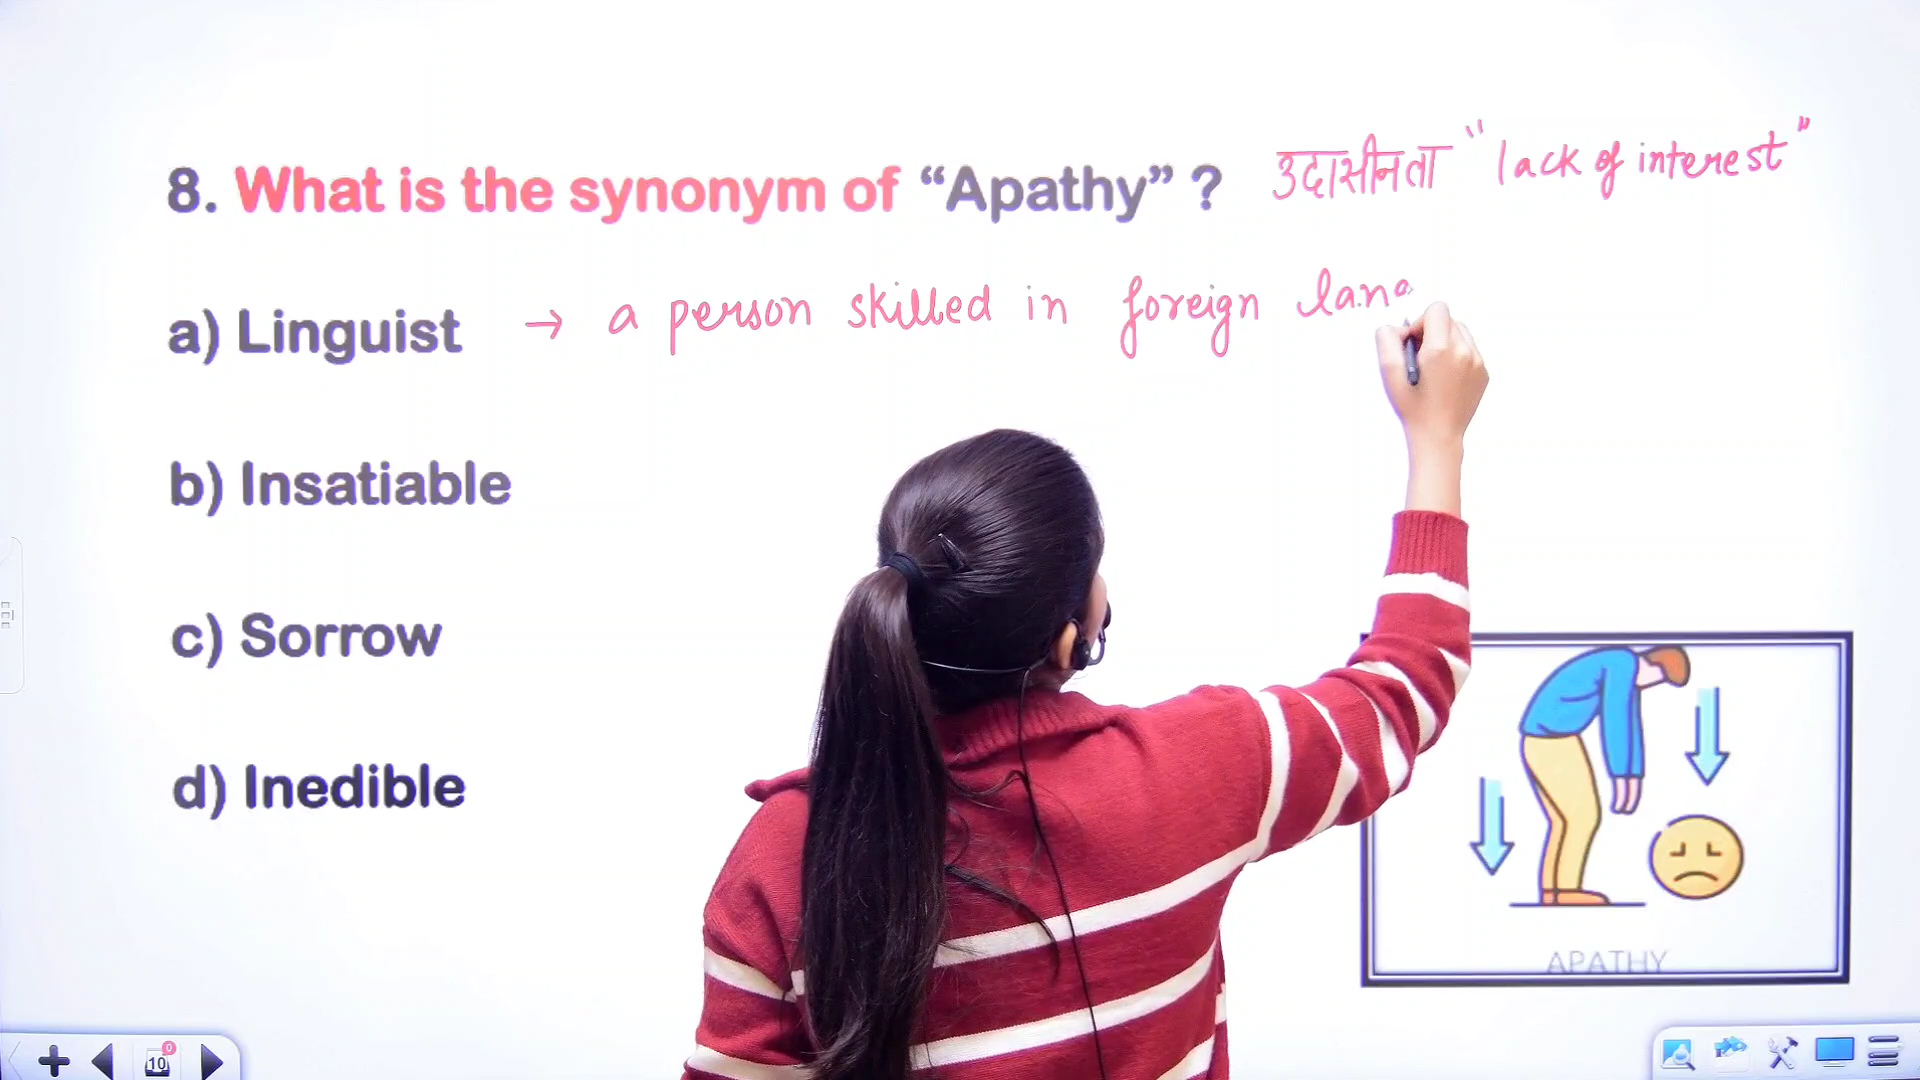 8. What is the synonym of “Apathy” ? उदासीनता "lack of interest"
a) Linguist → a person skilled in foreign lang
b) Insatiable
c) Sorrow
d) Inedible
APATHY
10
0